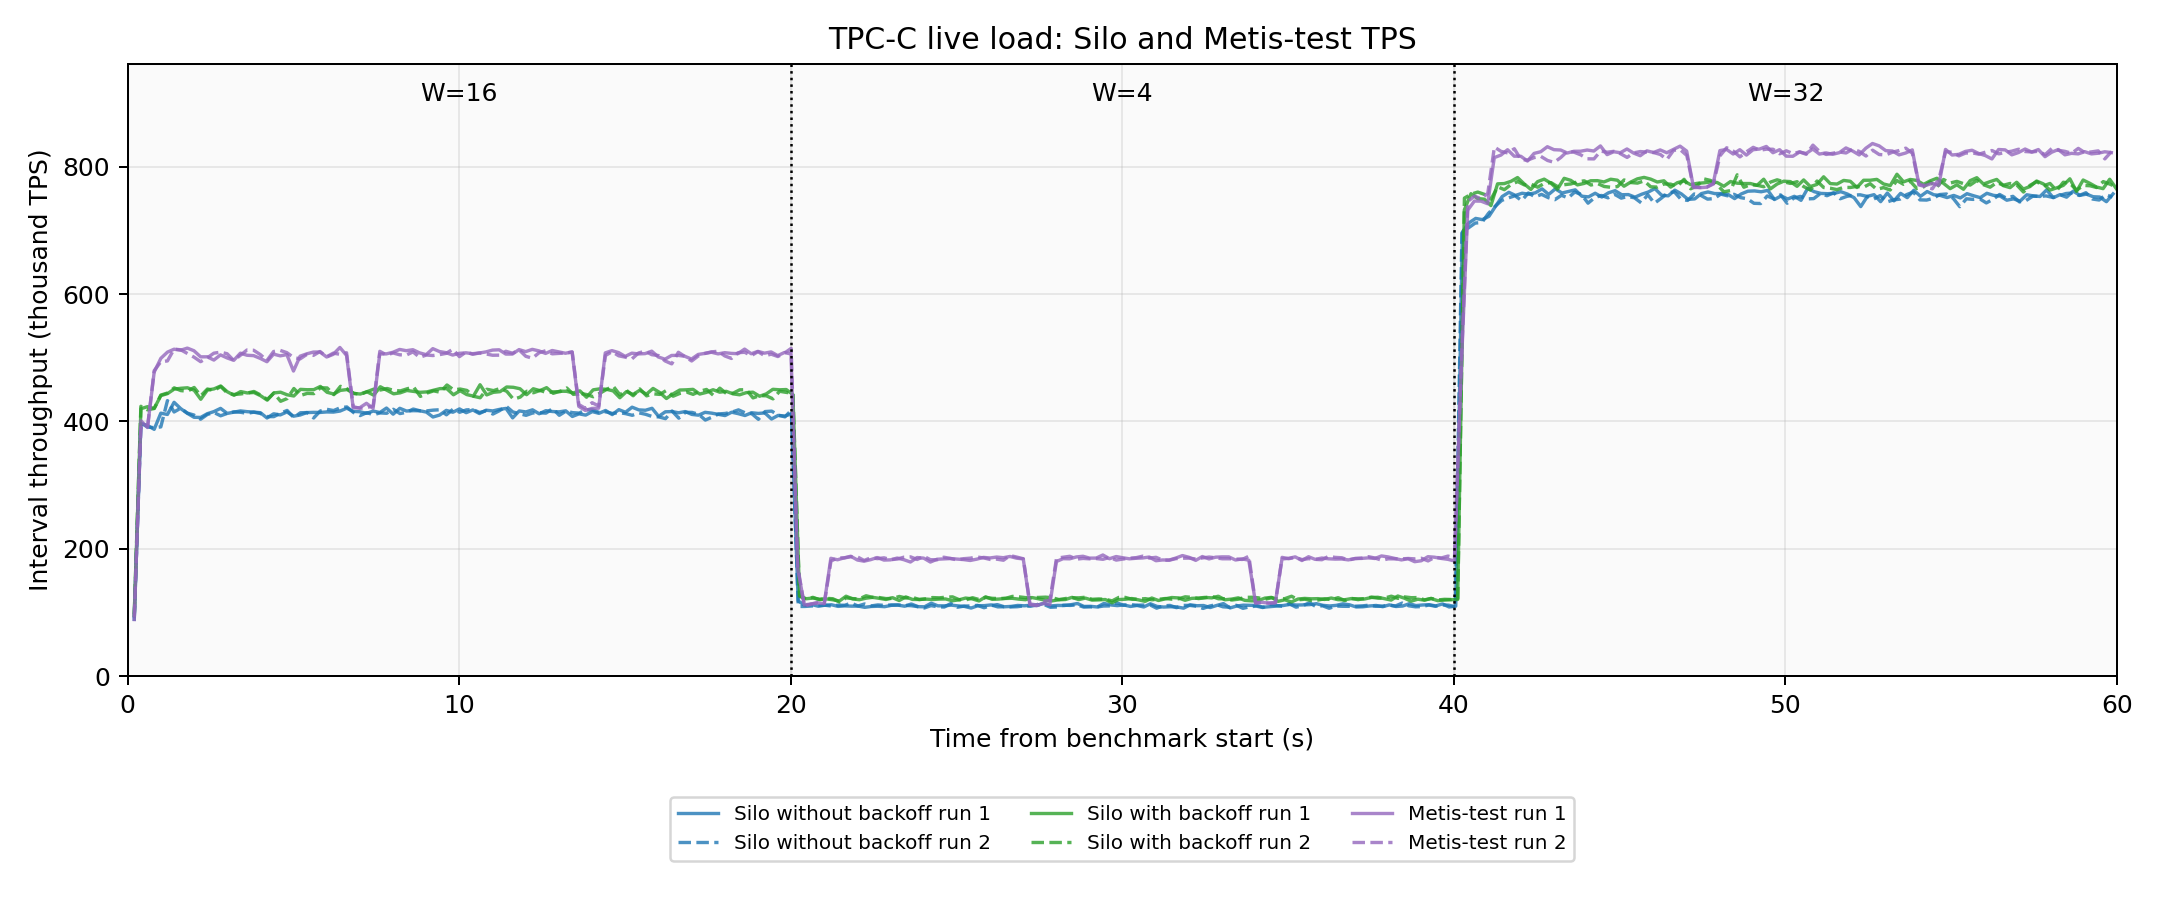 TPC-C live load: Silo and Metis-test TPS
W=16
W=4
W=32
Interval throughput (thousand TPS)
800
600
400
200
0
0
10
20
30
40
50
60
Time from benchmark start (s)
Silo without backoff run 1
Silo without backoff run 2
Silo with backoff run 1
Silo with backoff run 2
Metis-test run 1
Metis-test run 2